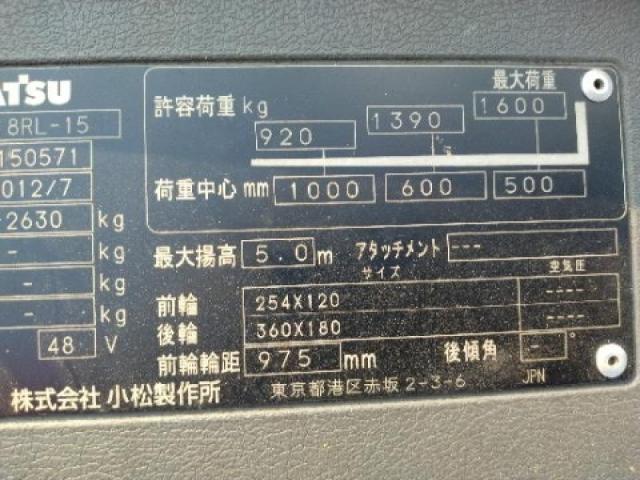 ATSU
8RL-15
150571
012/7
2630 kg
- kg
- kg
48 V
最大荷重
許容荷重 kg 920 1390 1600
荷重中心 mm 1000 600 500
最大揚高 5.0 m アタッチメント ---
サイズ 空気圧
前輪 254X120 ----
後輪 360X180 ----
前輪輪距 975 mm 後傾角 - °
株式会社 小松製作所 東京都港区赤坂 2-3-6 JPN